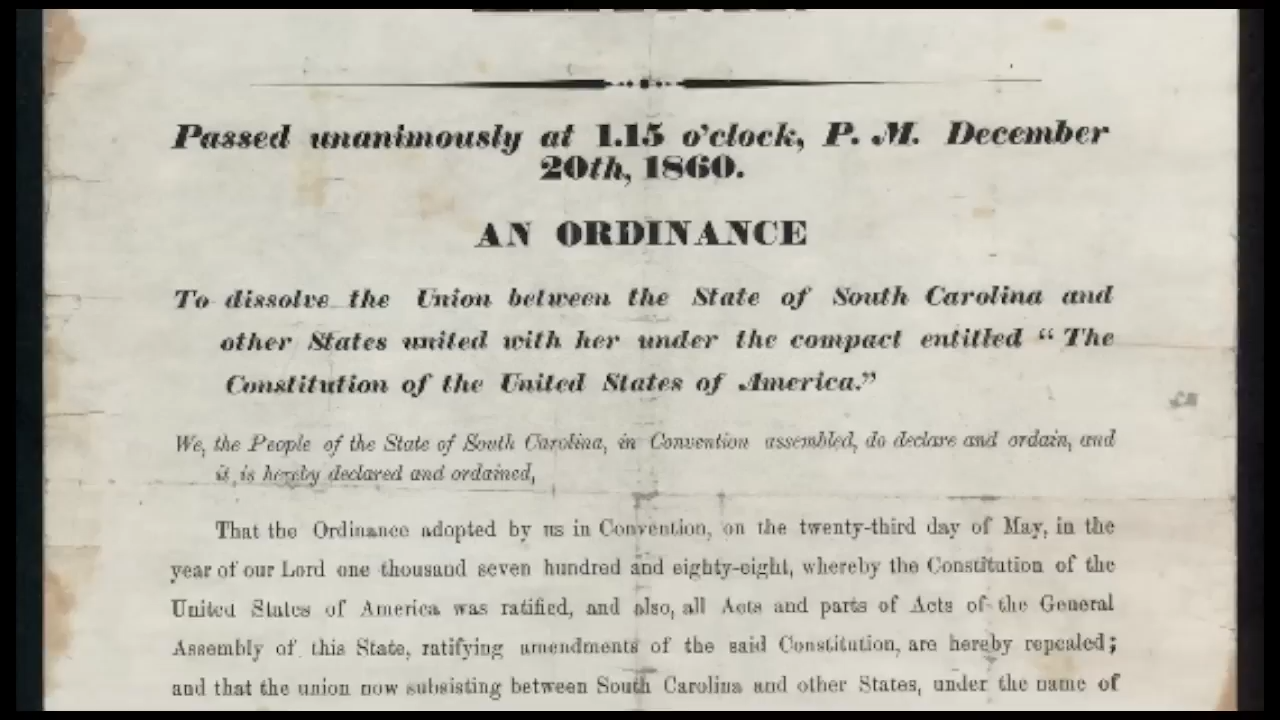 Passed unanimously at 1.15 o'clock, P. M. December
20th, 1860.
AN ORDINANCE
To dissolve the Union between the State of South Carolina and
other States united with her under the compact entitled “ The
Constitution of the United States of America.”
We, the People of the State of South Carolina, in Convention assembled, do declare and ordain, and
it is hereby declared and ordained,
That the Ordinance adopted by us in Convention, on the twenty-third day of May, in the
year of our Lord one thousand seven hundred and eighty-eight, whereby the Constitution of the
United States of America was ratified, and also, all Acts and parts of Acts of the General
Assembly of this State, ratifying amendments of the said Constitution, are hereby repealed;
and that the union now subsisting between South Carolina and other States, under the name of